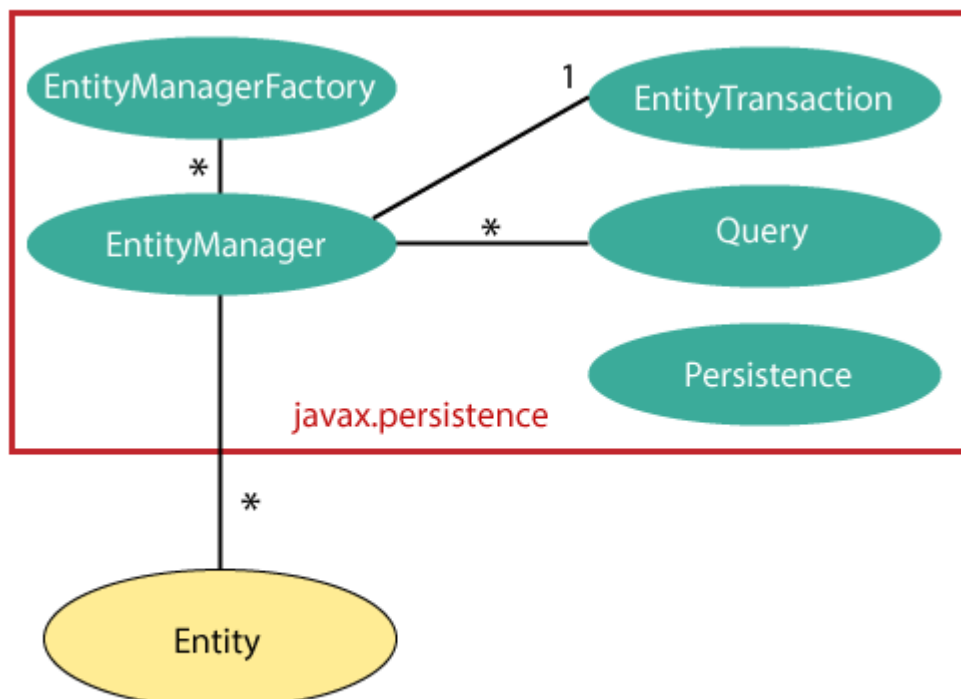 EntityManagerFactory
1
EntityTransaction
*
EntityManager
*
Query
Persistence
javax.persistence
*
Entity